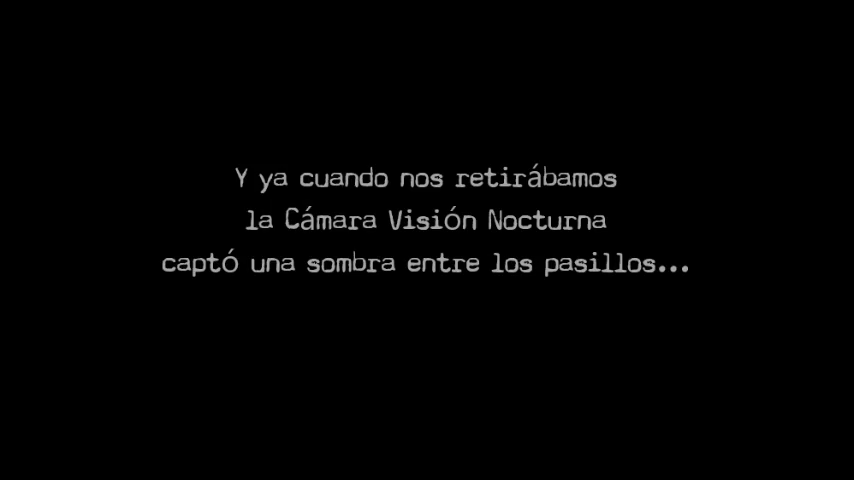 Y ya cuando nos retirábamos
la Cámara Visión Nocturna
captó una sombra entre los pasillos...